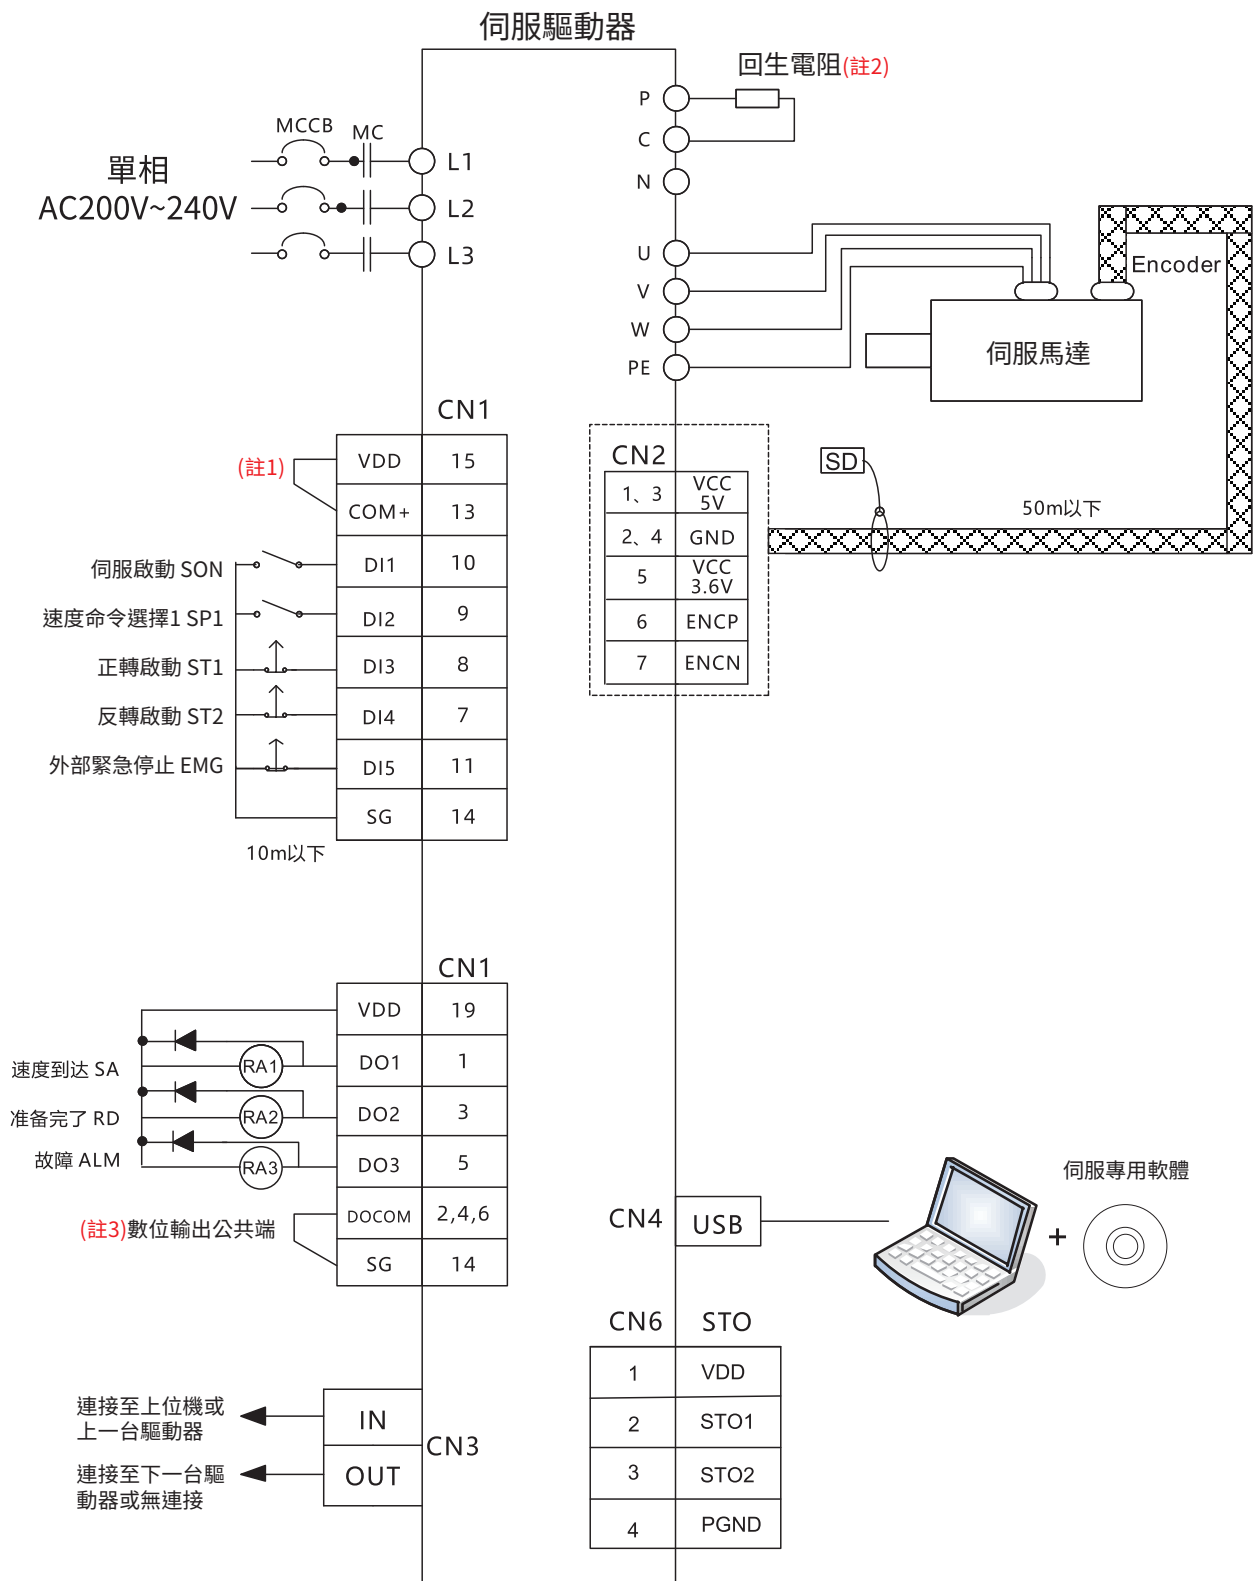 伺服驅動器
回生電阻(註2)
P
C
N
MCCB
MC
單相
AC200V~240V
L1
L2
L3
U
V
W
PE
Encoder
伺服馬達
CN1
(註1)
VDD 15
COM+ 13
伺服啟動 SON DI1 10
速度命令選擇1 SP1 DI2 9
正轉啟動 ST1 DI3 8
反轉啟動 ST2 DI4 7
外部緊急停止 EMG DI5 11
SG 14
10m以下
CN2
1、3 VCC 5V
2、4 GND
5 VCC 3.6V
6 ENCP
7 ENCN
SD
50m以下
CN1
VDD 19
速度到达 SA RA1 DO1 1
准备完了 RD RA2 DO2 3
故障 ALM RA3 DO3 5
(註3)數位輸出公共端 DOCOM 2,4,6
SG 14
CN4 USB
伺服專用軟體
+
CN6 STO
1 VDD
2 STO1
3 STO2
4 PGND
連接至上位機或
上一台驅動器
IN
CN3
連接至下一台驅
動器或無連接
OUT